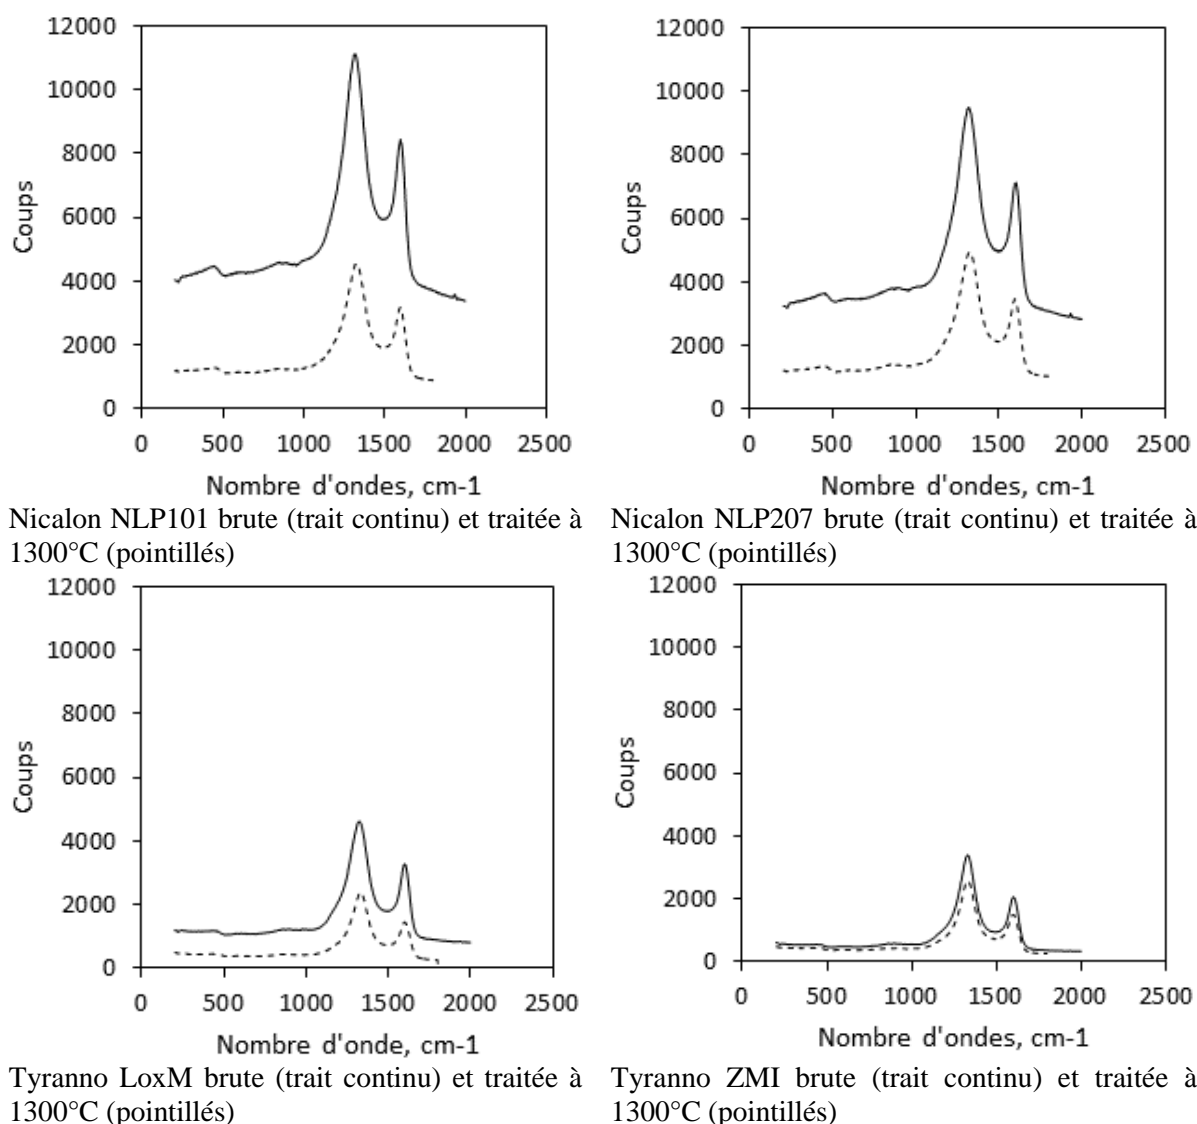 12000
10000
8000
6000
4000
2000
0
Coups
0 500 1000 1500 2000 2500
Nombre d'ondes, cm-1
Nicalon NLP101 brute (trait continu) et traitée à
1300°C (pointillés)
12000
10000
8000
6000
4000
2000
0
Coups
0 500 1000 1500 2000 2500
Nombre d'ondes, cm-1
Nicalon NLP207 brute (trait continu) et traitée à
1300°C (pointillés)
12000
10000
8000
6000
4000
2000
0
Coups
0 500 1000 1500 2000 2500
Nombre d'onde, cm-1
Tyranno LoxM brute (trait continu) et traitée à
1300°C (pointillés)
12000
10000
8000
6000
4000
2000
0
Coups
0 500 1000 1500 2000 2500
Nombre d'ondes, cm-1
Tyranno ZMI brute (trait continu) et traitée à
1300°C (pointillés)